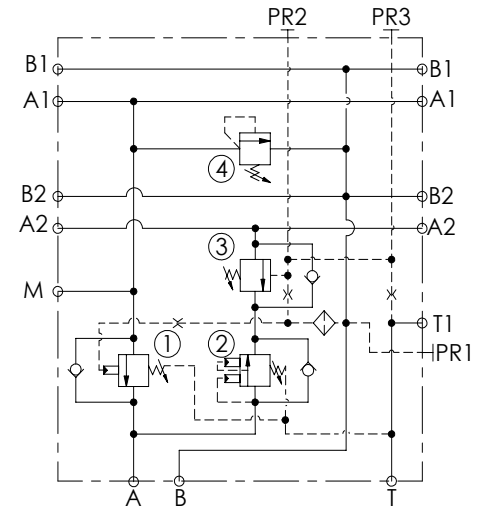 PR2 PR3
B1 B1
A1 A1
4
B2 B2
A2 A2
3
M
T1
1 2
PR1
A B T